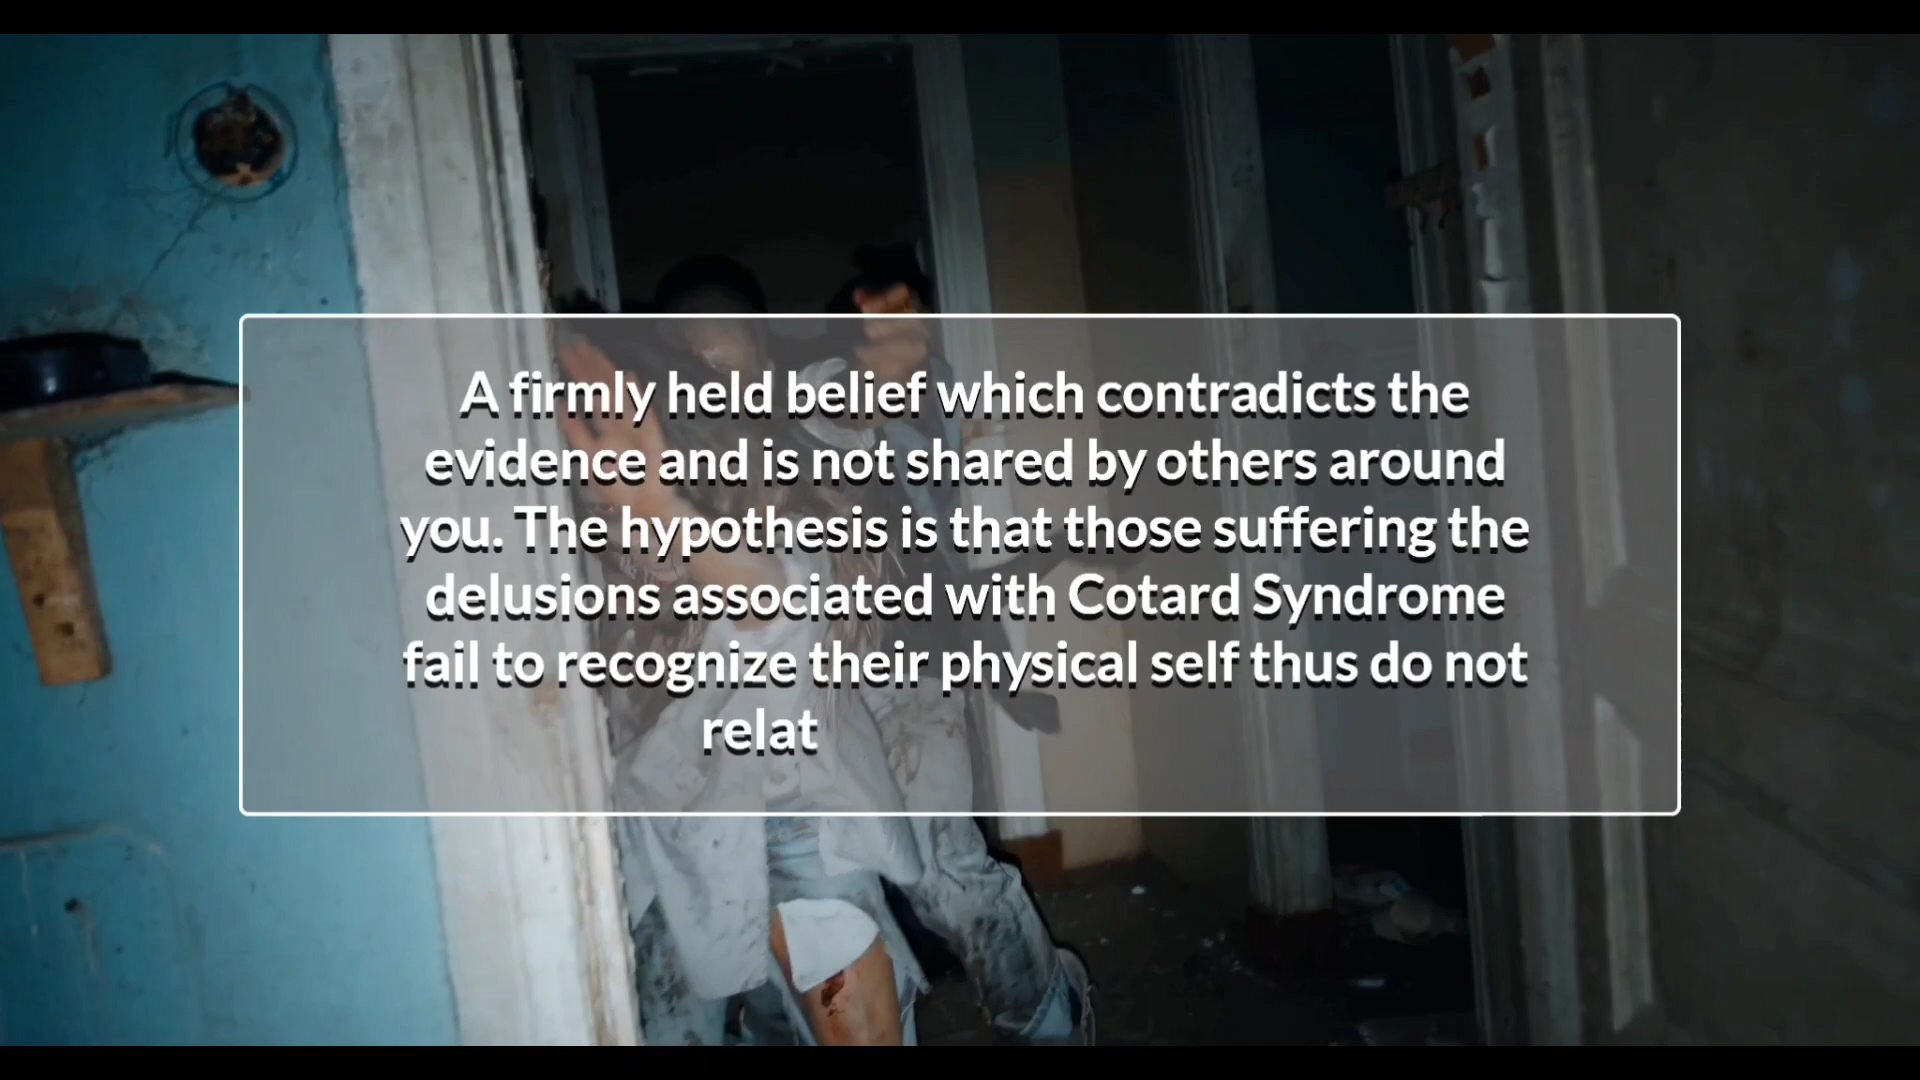 A firmly held belief which contradicts the
evidence and is not shared by others around
you. The hypothesis is that those suffering the
delusions associated with Cotard Syndrome
fail to recognize their physical self thus do not
relat